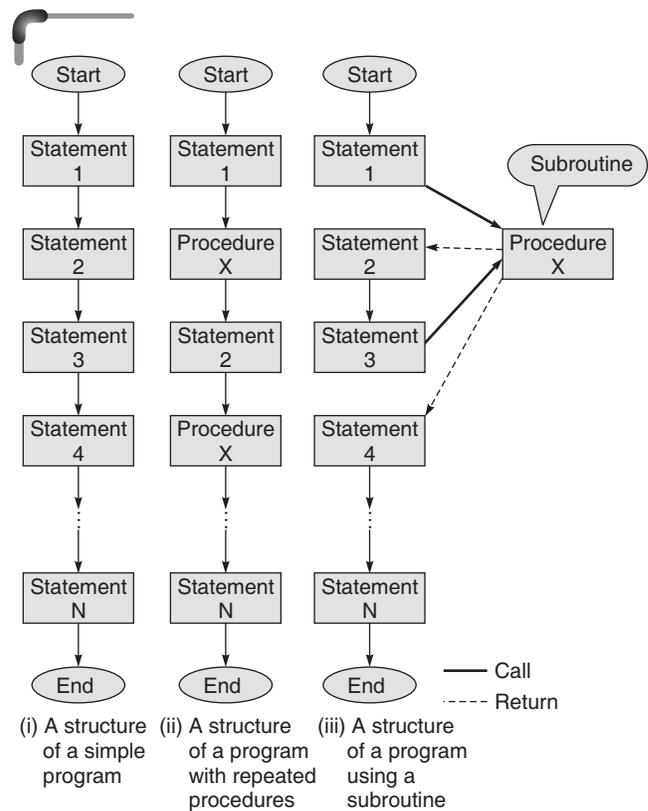 Start
Statement
1
Statement
2
Statement
3
Statement
4
Statement
N
End
(i) A structure
of a simple
program
Start
Statement
1
Procedure
X
Statement
2
Procedure
X
Statement
N
End
(ii) A structure
of a program
with repeated
procedures
Start
Statement
1
Statement
2
Statement
3
Statement
4
Statement
N
End
(iii) A structure
of a program
using a
subroutine
Subroutine
Procedure
X
Call
Return